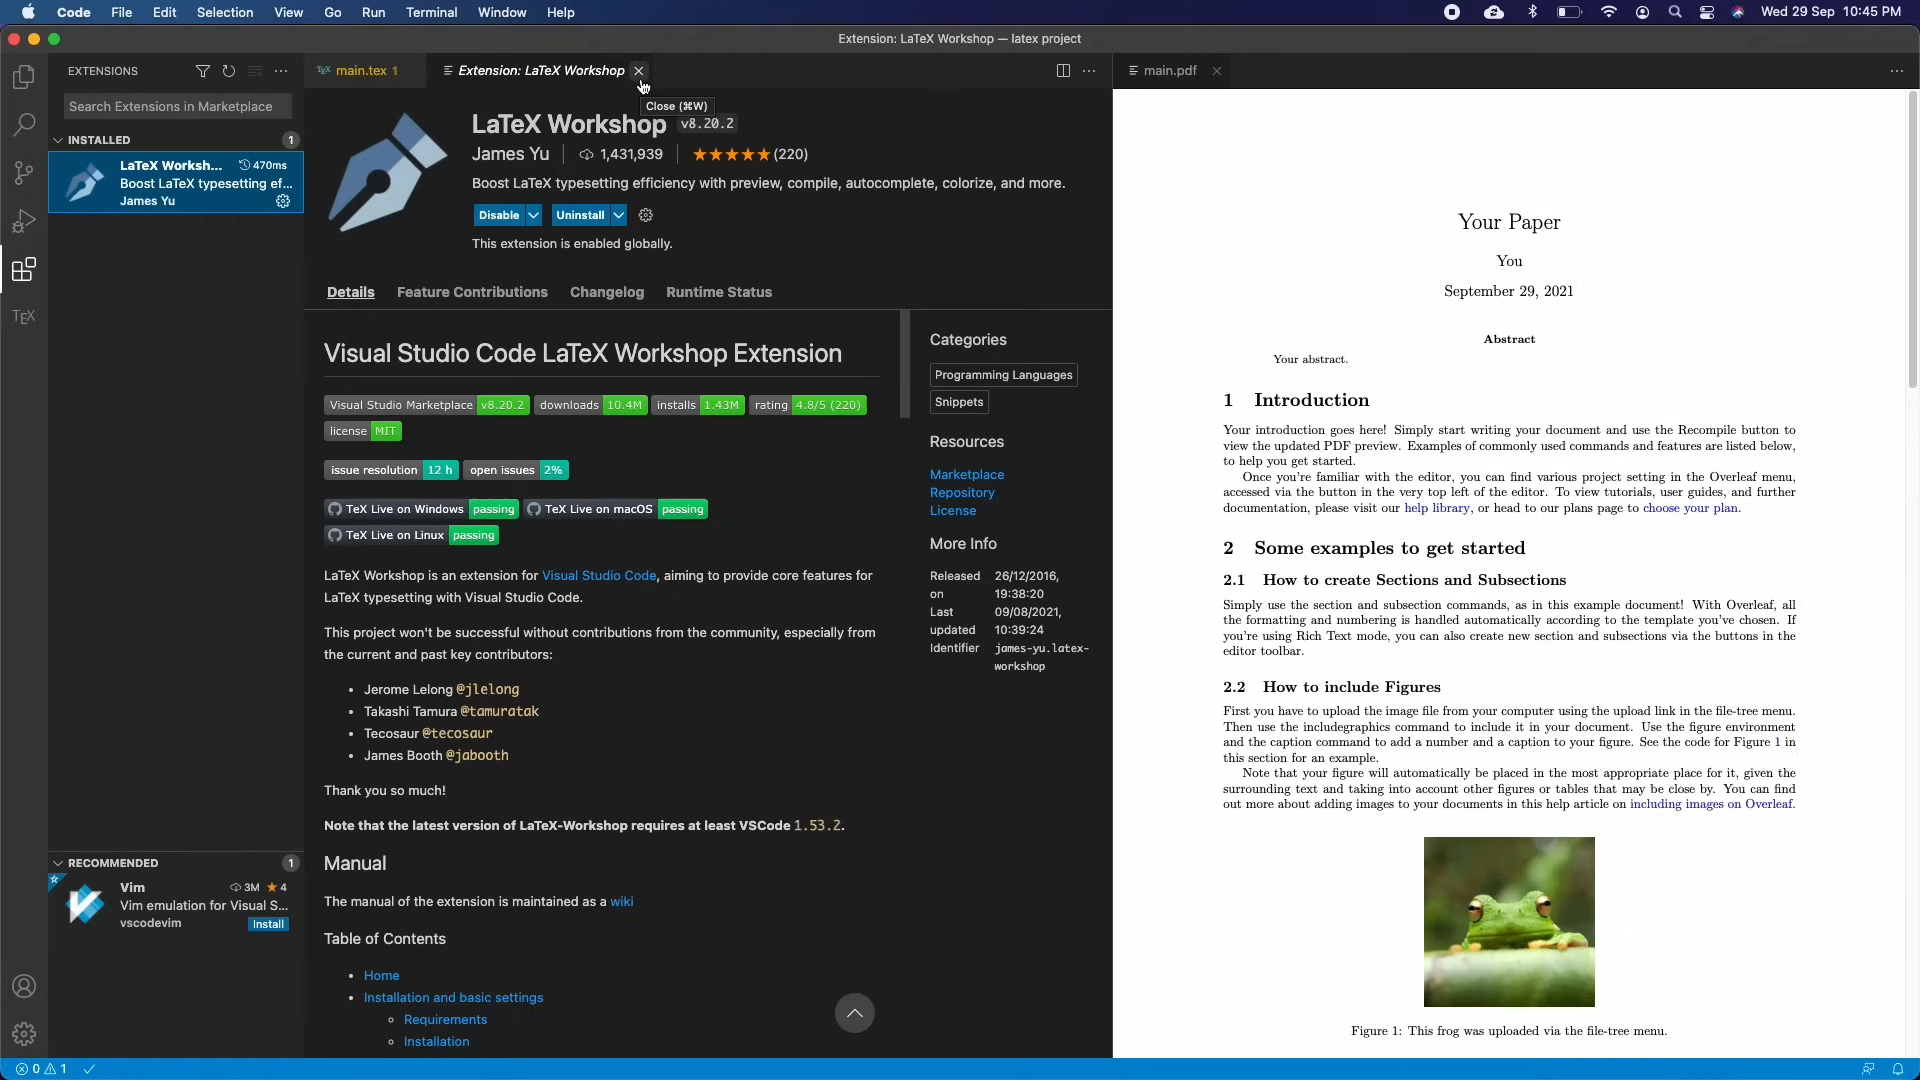 Code File Edit Selection View Go Run Terminal Window Help Wed 29 Sep 10:45 PM
Extension: LaTeX Workshop — latex project
EXTENSIONS
Search Extensions in Marketplace
INSTALLED 1
LaTeX Worksh... 470ms
Boost LaTeX typesetting ef...
James Yu
RECOMMENDED 1
Vim 3M ★ 4
Vim emulation for Visual S...
vscodevim Install
TEX
TEX main.tex 1
Extension: LaTeX Workshop
Close (⌘W)
LaTeX Workshop v8.20.2
James Yu 1,431,939 ★★★★★ (220)
Boost LaTeX typesetting efficiency with preview, compile, autocomplete, colorize, and more.
Disable Uninstall
This extension is enabled globally.
Details Feature Contributions Changelog Runtime Status
Visual Studio Code LaTeX Workshop Extension
Visual Studio Marketplace v8.20.2 downloads 10.4M installs 1.43M rating 4.8/5 (220)
license MIT
issue resolution 12 h open issues 2%
TeX Live on Windows passing TeX Live on macOS passing
TeX Live on Linux passing
LaTeX Workshop is an extension for Visual Studio Code, aiming to provide core features for
LaTeX typesetting with Visual Studio Code.
This project won't be successful without contributions from the community, especially from
the current and past key contributors:
• Jerome Lelong @jlelong
• Takashi Tamura @tamuratak
• Tecosaur @tecosaur
• James Booth @jabooth
Thank you so much!
Note that the latest version of LaTeX-Workshop requires at least VSCode 1.53.2.
Manual
The manual of the extension is maintained as a wiki
Table of Contents
• Home
• Installation and basic settings
◦ Requirements
◦ Installation
Categories
Programming Languages
Snippets
Resources
Marketplace
Repository
License
More Info
Released 26/12/2016,
on 19:38:20
Last 09/08/2021,
updated 10:39:24
Identifier james-yu.latex-
workshop
main.pdf
Your Paper
You
September 29, 2021
Abstract
Your abstract.
1 Introduction
Your introduction goes here! Simply start writing your document and use the Recompile button to
view the updated PDF preview. Examples of commonly used commands and features are listed below,
to help you get started.
Once you're familiar with the editor, you can find various project setting in the Overleaf menu,
accessed via the button in the very top left of the editor. To view tutorials, user guides, and further
documentation, please visit our help library, or head to our plans page to choose your plan.
2 Some examples to get started
2.1 How to create Sections and Subsections
Simply use the section and subsection commands, as in this example document! With Overleaf, all
the formatting and numbering is handled automatically according to the template you've chosen. If
you're using Rich Text mode, you can also create new section and subsections via the buttons in the
editor toolbar.
2.2 How to include Figures
First you have to upload the image file from your computer using the upload link in the file-tree menu.
Then use the includegraphics command to include it in your document. Use the figure environment
and the caption command to add a number and a caption to your figure. See the code for Figure 1 in
this section for an example.
Note that your figure will automatically be placed in the most appropriate place for it, given the
surrounding text and taking into account other figures or tables that may be close by. You can find
out more about adding images to your documents in this help article on including images on Overleaf.
Figure 1: This frog was uploaded via the file-tree menu.
0 1